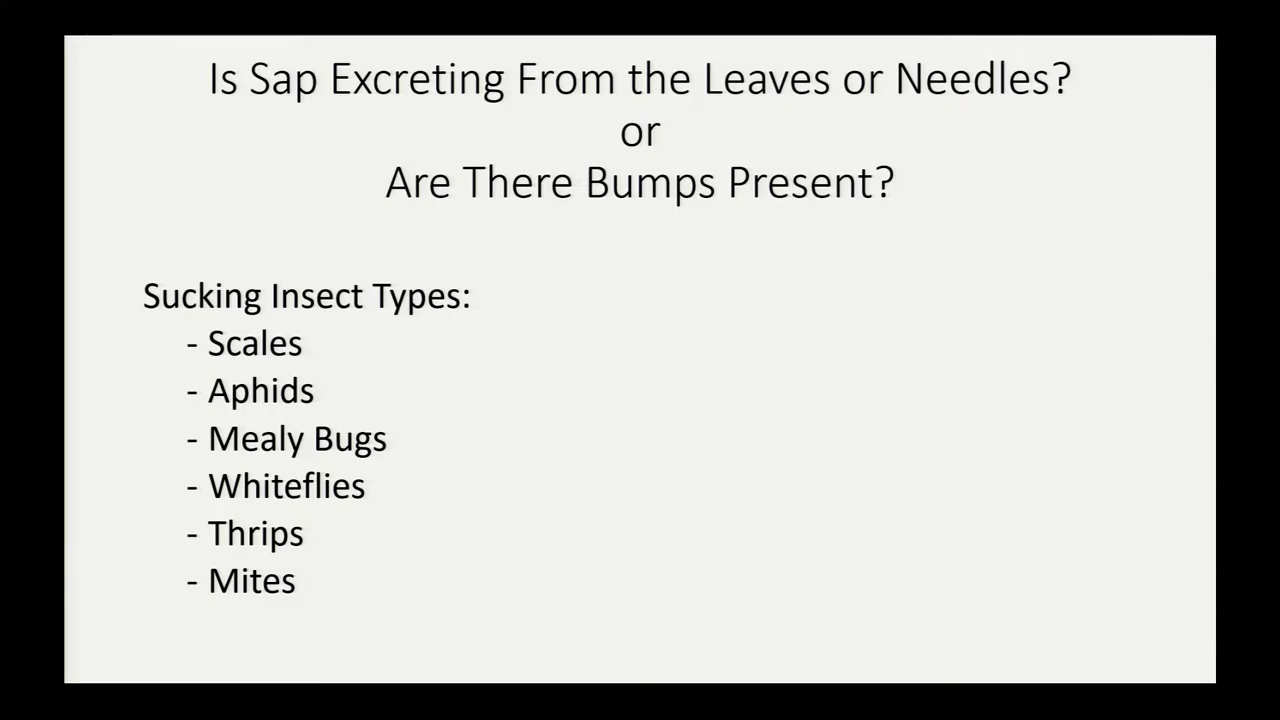 Is Sap Excreting From the Leaves or Needles?
or
Are There Bumps Present?
Sucking Insect Types:
- Scales
- Aphids
- Mealy Bugs
- Whiteflies
- Thrips
- Mites